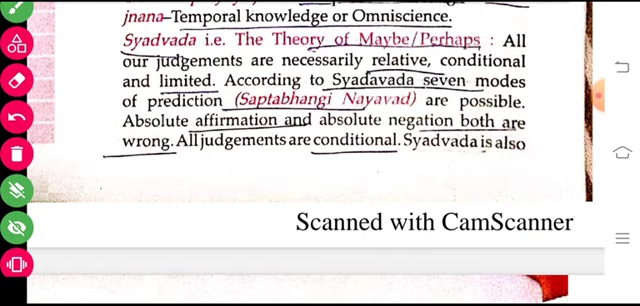 jnana–Temporal knowledge or Omniscience.
Syadvada i.e. The Theory of Maybe/Perhaps : All
our judgements are necessarily relative, conditional
and limited. According to Syadavada seven modes
of prediction (Saptabhangi Nayavad) are possible.
Absolute affirmation and absolute negation both are
wrong. All judgements are conditional. Syadvada is also
Scanned with CamScanner